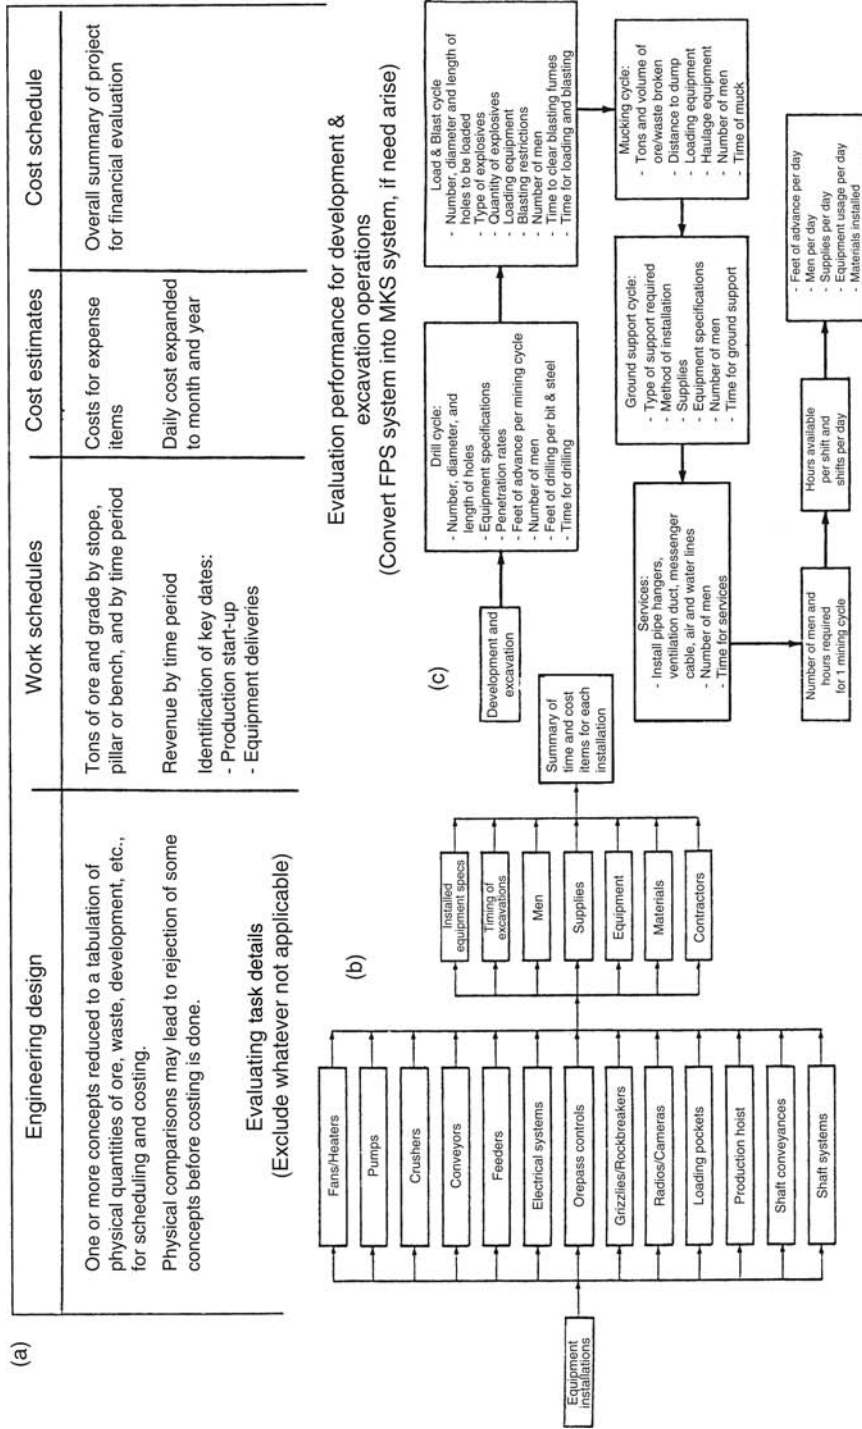 (a)
Engineering design
Work schedules
Cost estimates
Cost schedule
One or more concepts reduced to a tabulation of
physical quantities of ore, waste, development, etc.,
for scheduling and costing.
Physical comparisons may lead to rejection of some
concepts before costing is done.
Tons of ore and grade by stope,
pillar or bench, and by time period
Revenue by time period
Identification of key dates:
- Production start-up
- Equipment deliveries
Costs for expense
items
Daily cost expanded
to month and year
Overall summary of project
for financial evaluation
Evaluating task details
(Exclude whatever not applicable)
(b)
Equipment
installations
Fans/Heaters
Pumps
Crushers
Conveyors
Feeders
Electrical systems
Orepass controls
Grizzlies/Rockbreakers
Radios/Cameras
Loading pockets
Production hoist
Shaft conveyances
Shaft systems
Installed
equipment specs
Timing of
excavations
Men
Supplies
Equipment
Materials
Contractors
Summary of
time and cost
items for each
installation
Evaluation performance for development &
excavation operations
(Convert FPS system into MKS system, if need arise)
(c)
Development and
excavation
Drill cycle:
- Number, diameter, and
length of holes
- Equipment specifications
- Penetration rates
- Feet of advance per mining cycle
- Number of men
- Feet of drilling per bit & steel
- Time for drilling
Load & Blast cycle
- Number, diameter and length of
holes to be loaded
- Type of explosives
- Quantity of explosives
- Loading equipment
- Blasting restrictions
- Number of men
- Time to clear blasting fumes
- Time for loading and blasting
Mucking cycle:
- Tons and volume of
ore/waste broken
- Distance to dump
- Loading equipment
- Haulage equipment
- Number of men
- Time of muck
Ground support cycle:
- Type of support required
- Method of installation
- Supplies
- Equipment specifications
- Number of men
- Time for ground support
Services:
- Install pipe hangers,
ventilation duct, messenger
cable, air and water lines
- Number of men
- Time for services
Number of men and
hours required
for 1 mining cycle
Hours available
per shift and
shifts per day
- Feet of advance per day
- Men per day
- Supplies per day
- Equipment usage per day
- Materials installed